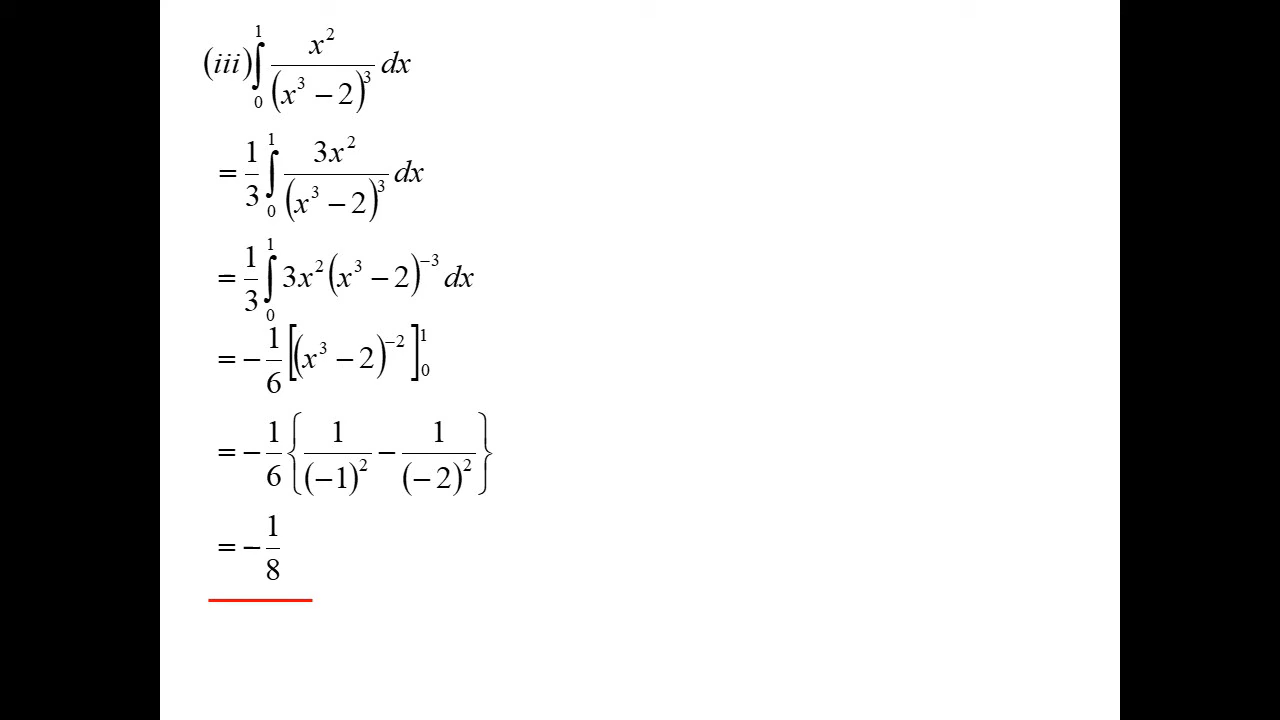 (iii) ∫₀¹ x²/(x³ − 2)³ dx
= 1/3 ∫₀¹ 3x²/(x³ − 2)³ dx
= 1/3 ∫₀¹ 3x²(x³ − 2)⁻³ dx
= −1/6 [(x³ − 2)⁻²]₀¹
= −1/6 {1/(−1)² − 1/(−2)²}
= −1/8